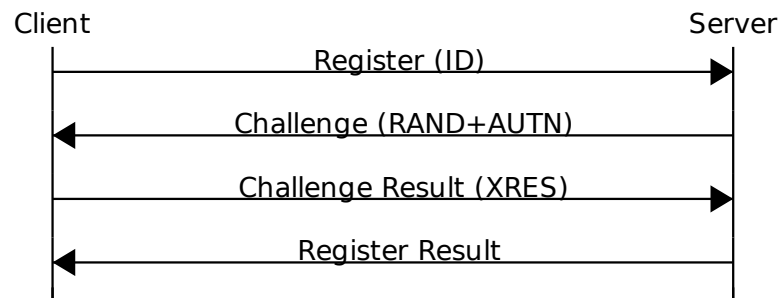 Client
Server
Register (ID)
Challenge (RAND+AUTN)
Challenge Result (XRES)
Register Result